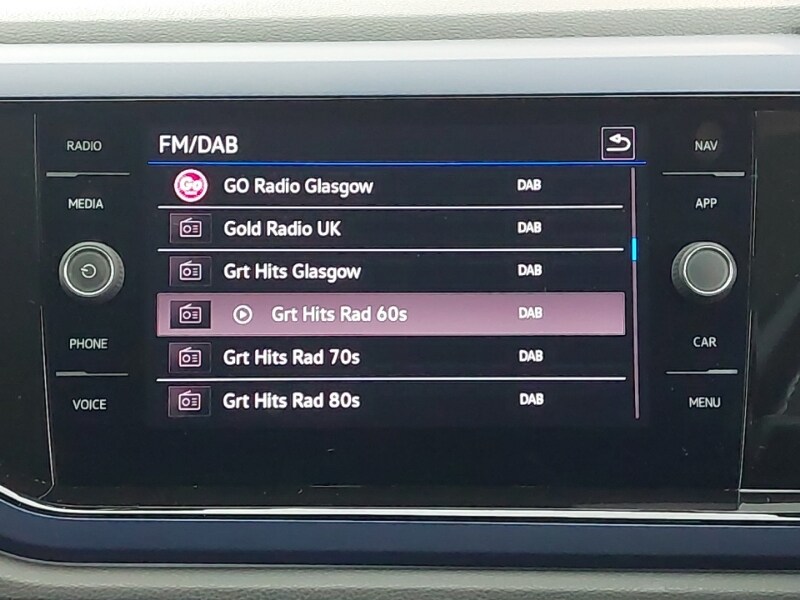 RADIO
MEDIA
PHONE
VOICE
FM/DAB
Go
GO Radio Glasgow DAB
Gold Radio UK DAB
Grt Hits Glasgow DAB
Grt Hits Rad 60s DAB
Grt Hits Rad 70s DAB
Grt Hits Rad 80s DAB
NAV
APP
CAR
MENU